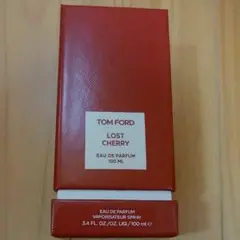 TOM FORD
LOST
CHERRY
EAU DE PARFUM
100 ML
EAU DE PARFUM
VAPORISATEUR SPRAY
3.4 FL. OZ./OZ. LIQ./100 ml ℮